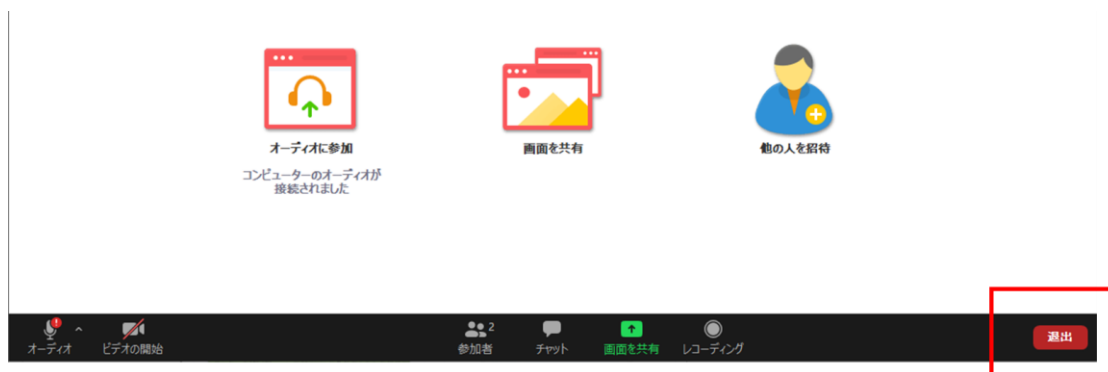 オーディオに参加
画面を共有
他の人を招待
コンピューターのオーディオが
接続されました
オーディオ
ビデオの開始
参加者
2
チャット
画面を共有
レコーディング
退出